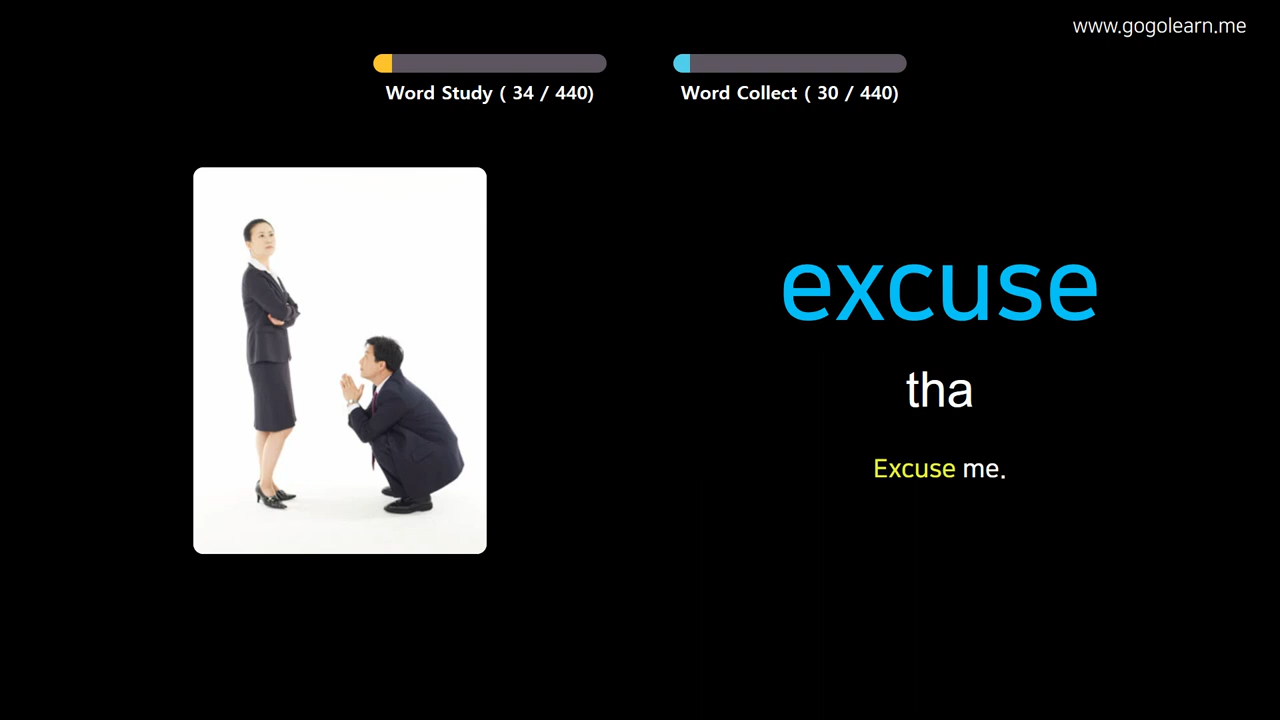 www.gogolearn.me
Word Study ( 34 / 440)
Word Collect ( 30 / 440)
excuse
tha
Excuse me.